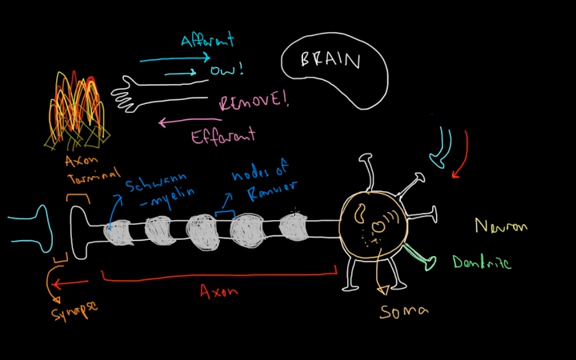 Afferent
OW!
BRAIN
REMOVE!
Efferent
Axon
Terminal
Schwann
-myelin
nodes of
Ranvier
Neuron
Dendrite
Axon
Synapse
Soma